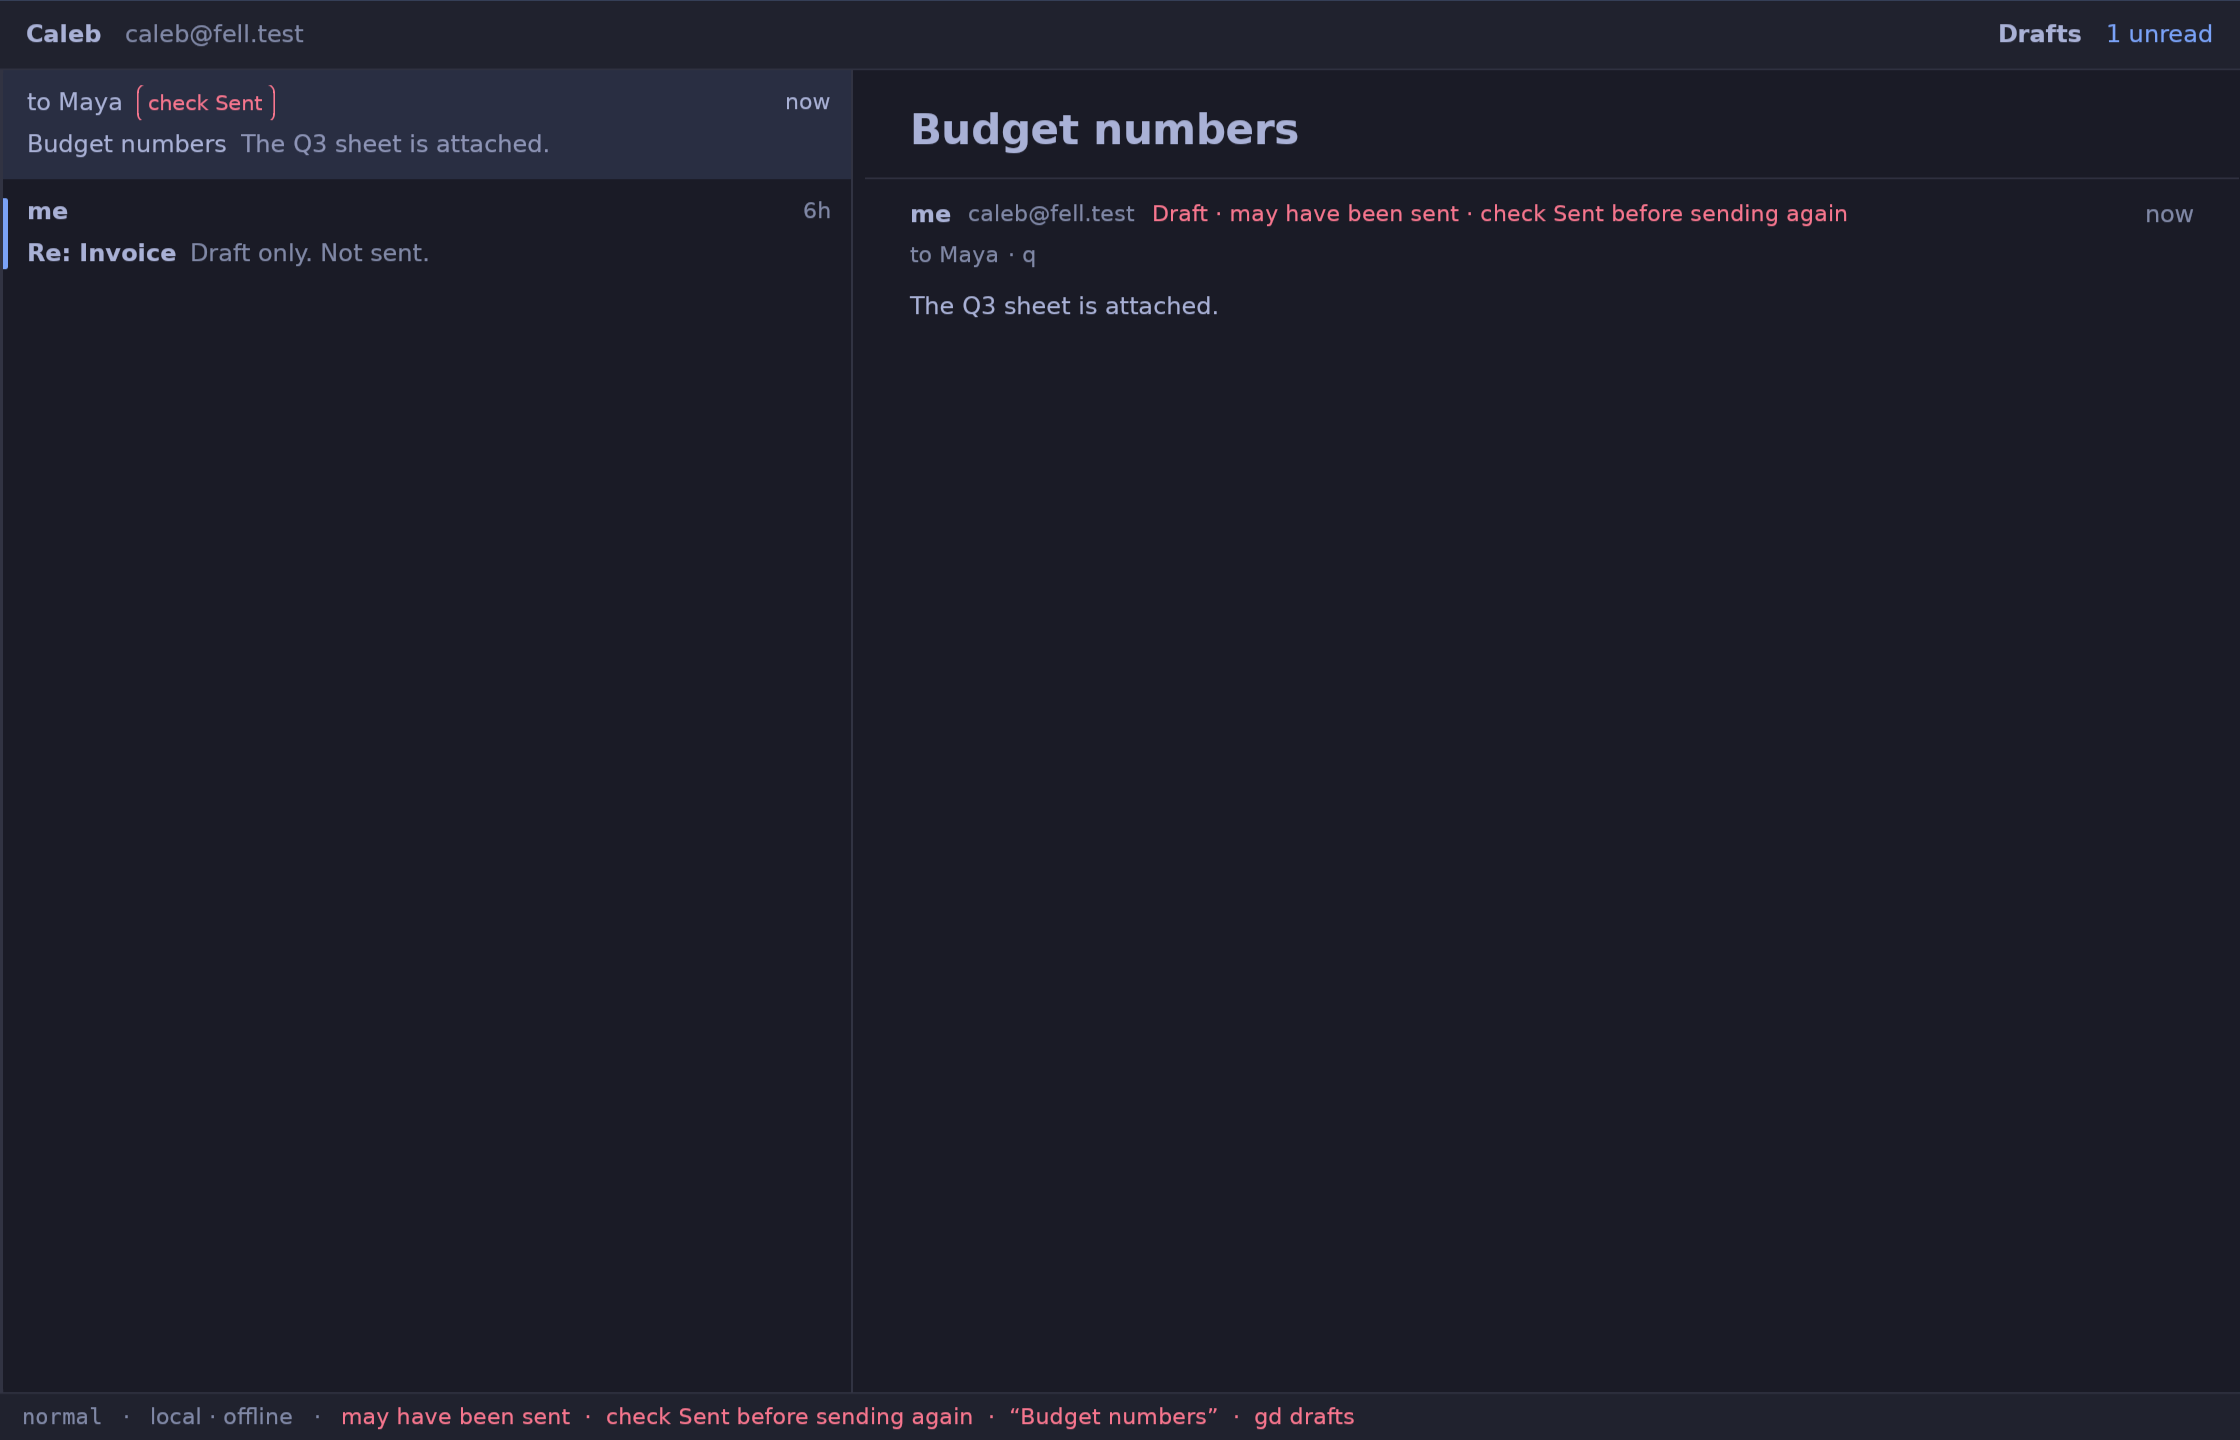 Caleb caleb@fell.test Drafts 1 unread
to Maya check Sent now
Budget numbers The Q3 sheet is attached.
me 6h
Re: Invoice Draft only. Not sent.
Budget numbers
me caleb@fell.test Draft · may have been sent · check Sent before sending again now
to Maya · q
The Q3 sheet is attached.
normal · local · offline · may have been sent · check Sent before sending again · “Budget numbers” · gd drafts